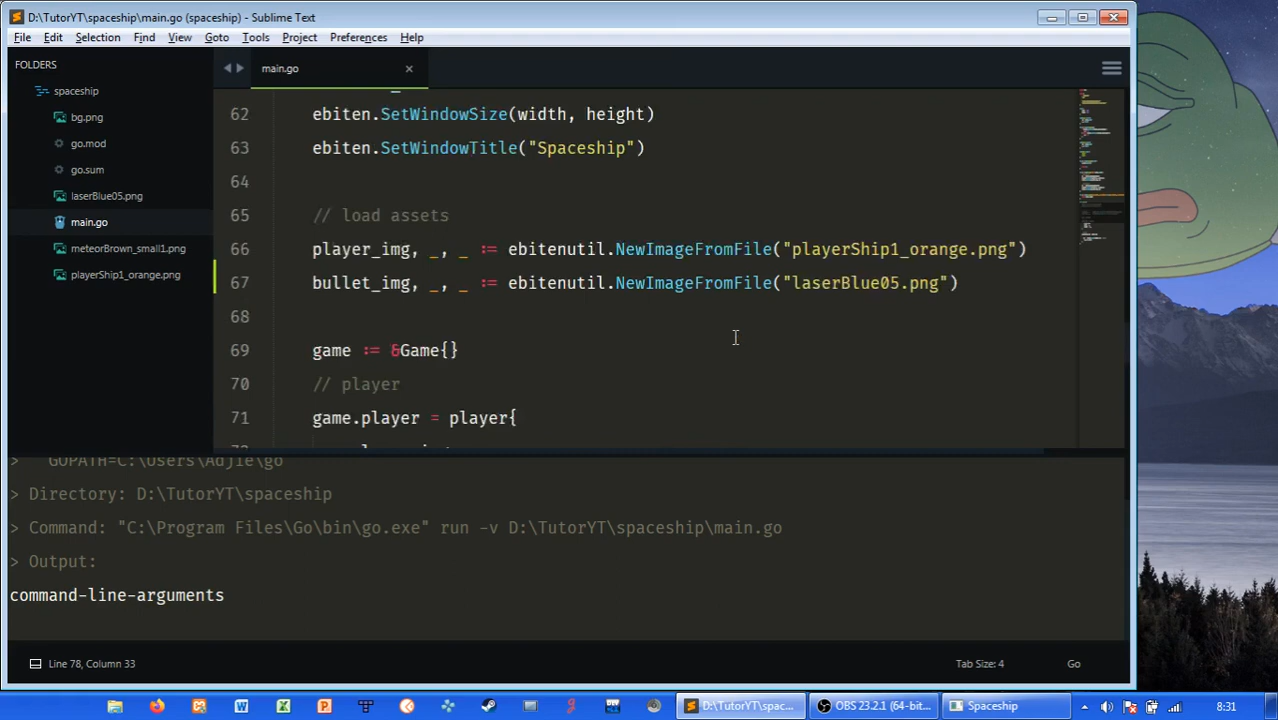 D:\TutorYT\spaceship\main.go (spaceship) - Sublime Text
File Edit Selection Find View Goto Tools Project Preferences Help
FOLDERS
spaceship
bg.png
go.mod
go.sum
laserBlue05.png
main.go
meteorBrown_small1.png
playerShip1_orange.png
main.go
62 ebiten.SetWindowSize(width, height)
63 ebiten.SetWindowTitle("Spaceship")
64
65 // load assets
66 player_img, _, _ := ebitenutil.NewImageFromFile("playerShip1_orange.png")
67 bullet_img, _, _ := ebitenutil.NewImageFromFile("laserBlue05.png")
68
69 game := &Game{}
70 // player
71 game.player = player{
> GOPATH=C:\Users\Adjie\go
> Directory: D:\TutorYT\spaceship
> Command: "C:\Program Files\Go\bin\go.exe" run -v D:\TutorYT\spaceship\main.go
> Output:
command-line-arguments
Line 78, Column 33 Tab Size: 4 Go
D:\TutorYT\spac... OBS 23.2.1 (64-bit... Spaceship 8:31